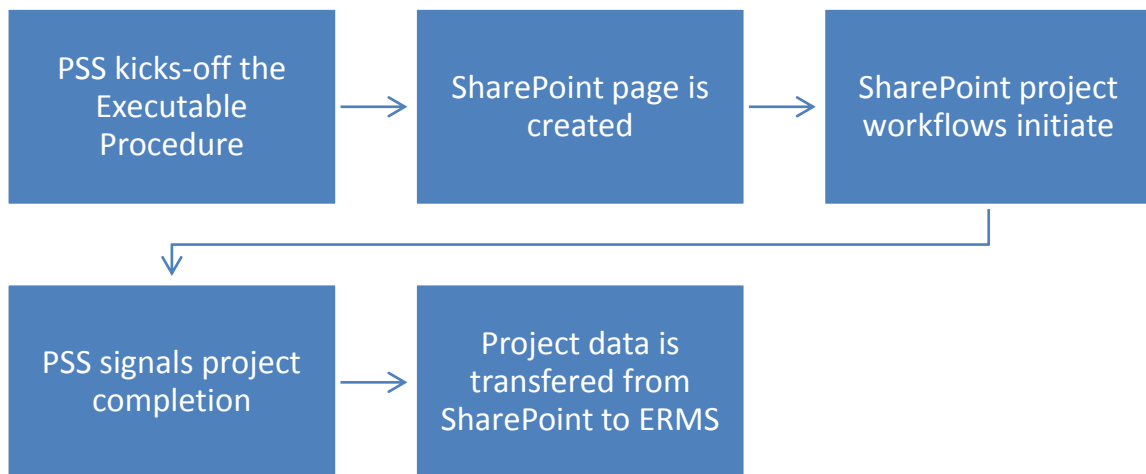 PSS kicks-off the
Executable
Procedure
SharePoint page is
created
SharePoint project
workflows initiate
PSS signals project
completion
Project data is
transfered from
SharePoint to ERMS